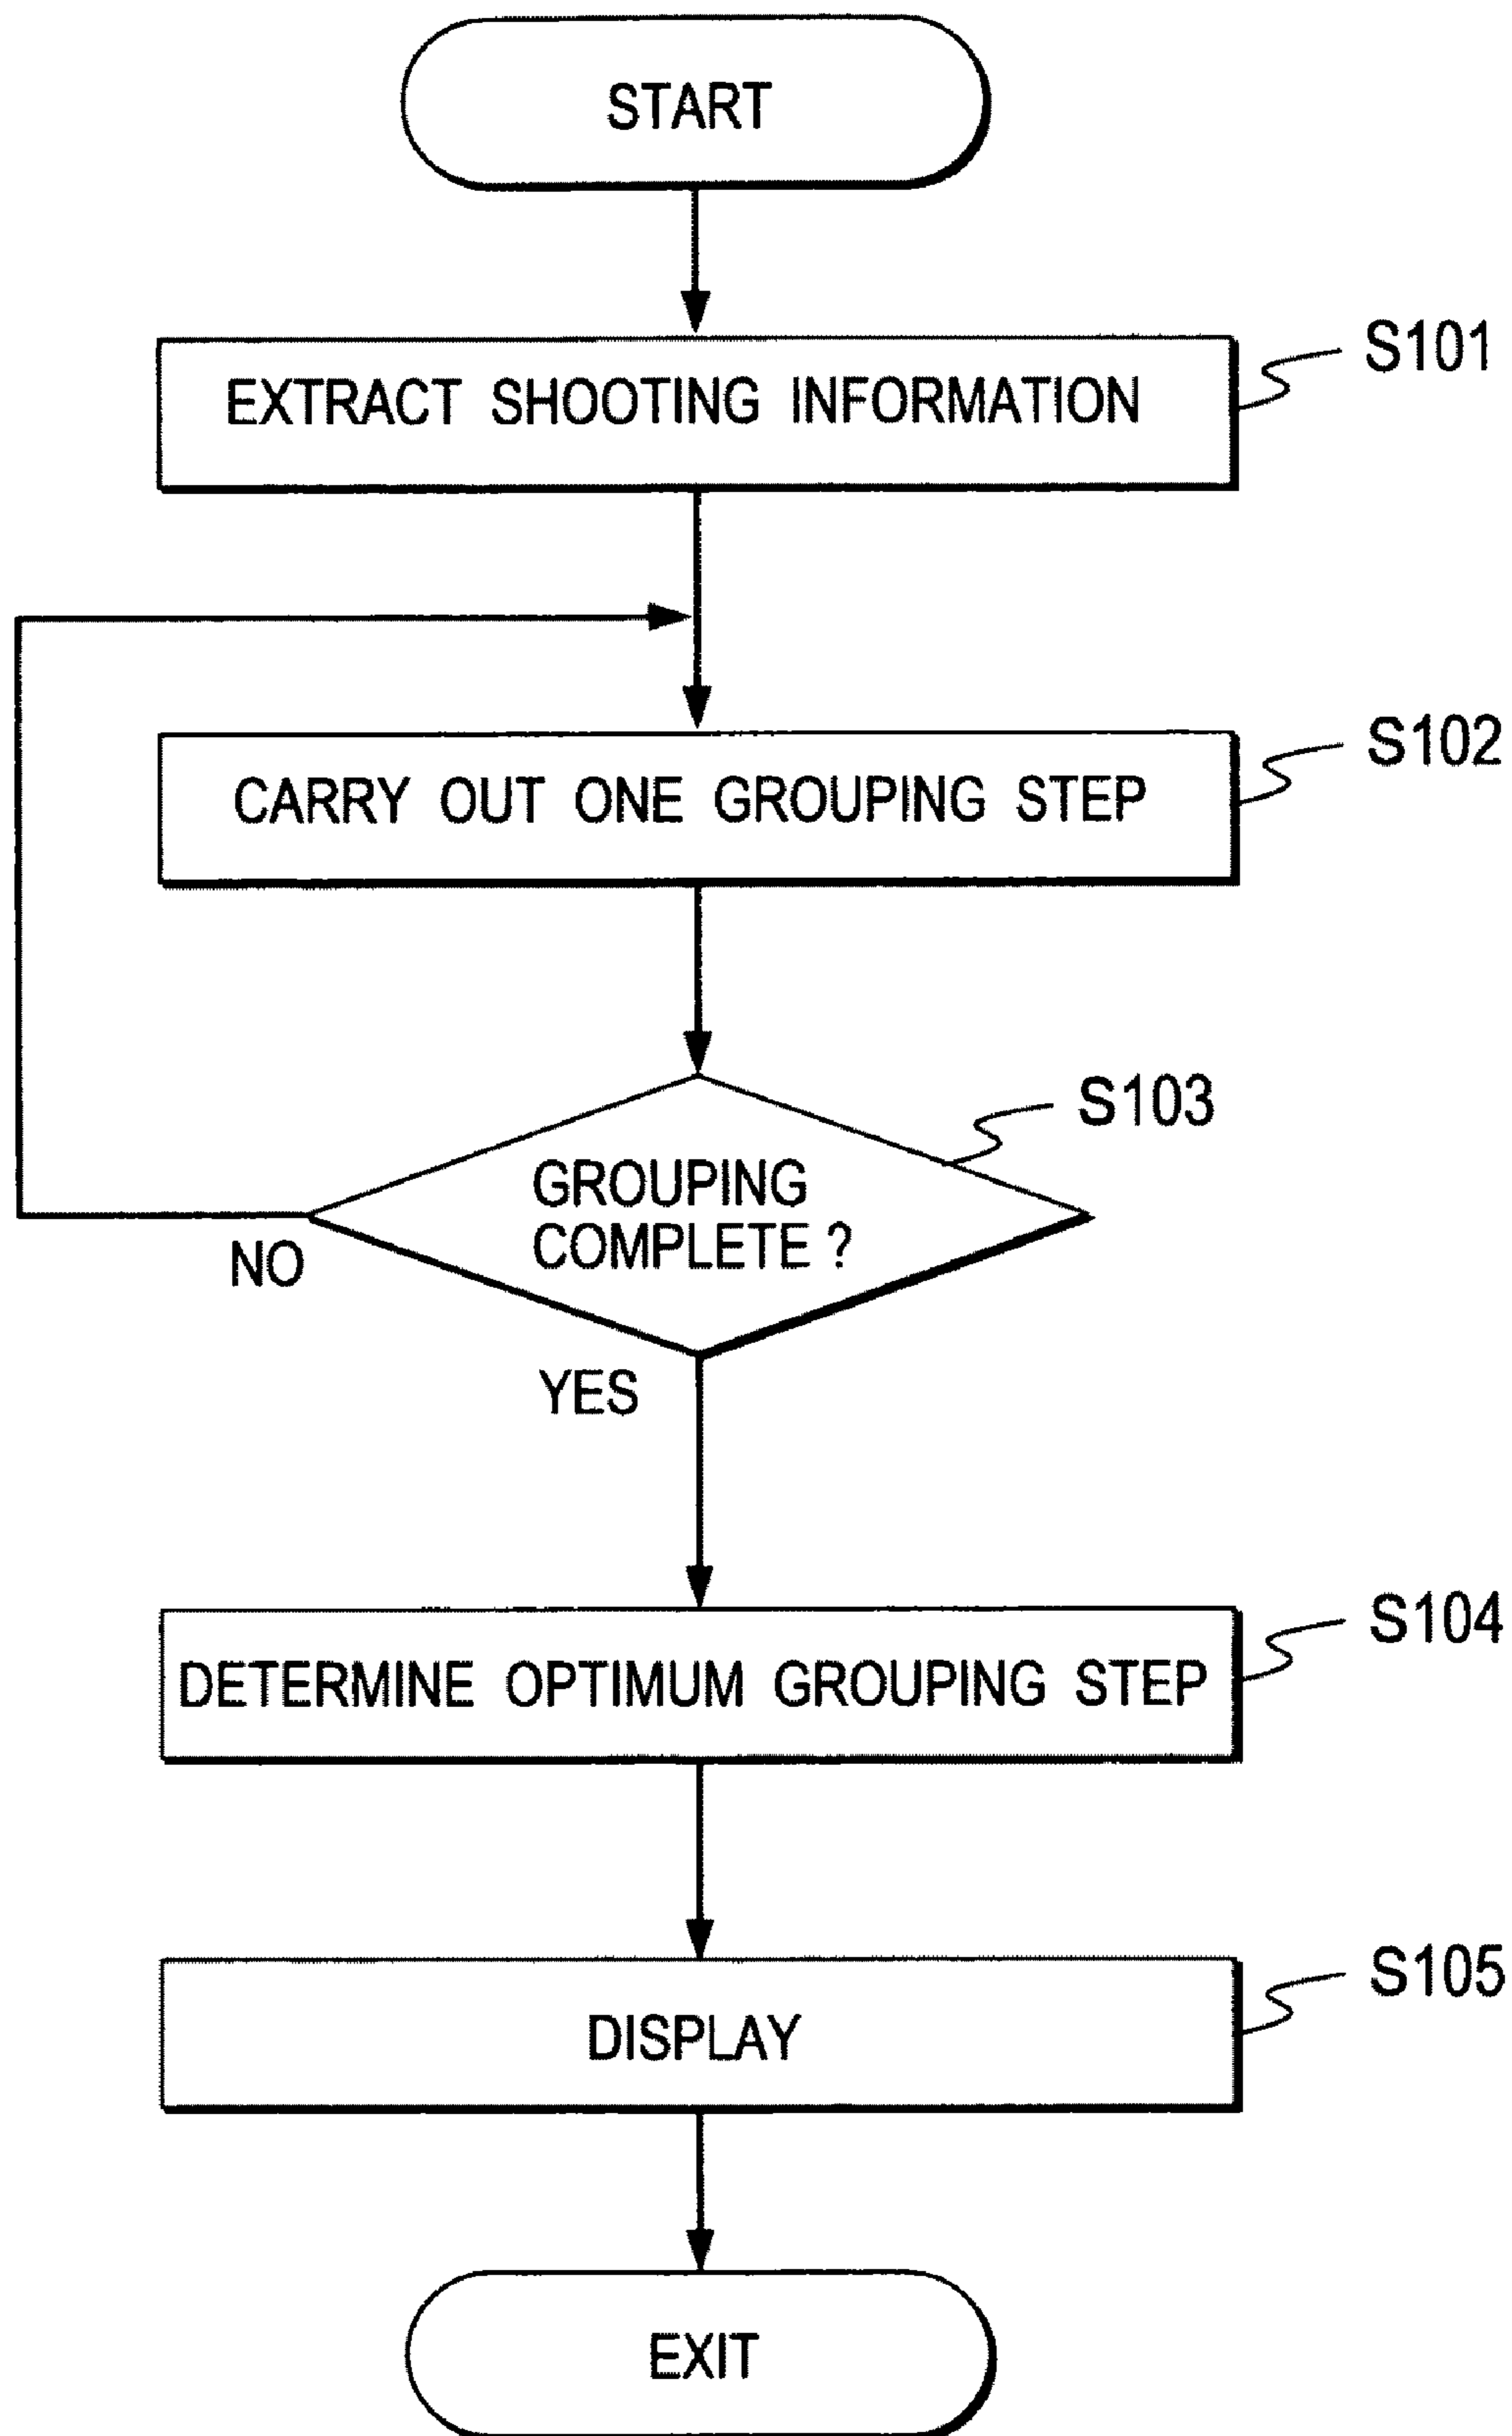 START
EXTRACT SHOOTING INFORMATION
S101
CARRY OUT ONE GROUPING STEP
S102
S103
GROUPING
COMPLETE ?
NO
YES
DETERMINE OPTIMUM GROUPING STEP
S104
DISPLAY
S105
EXIT